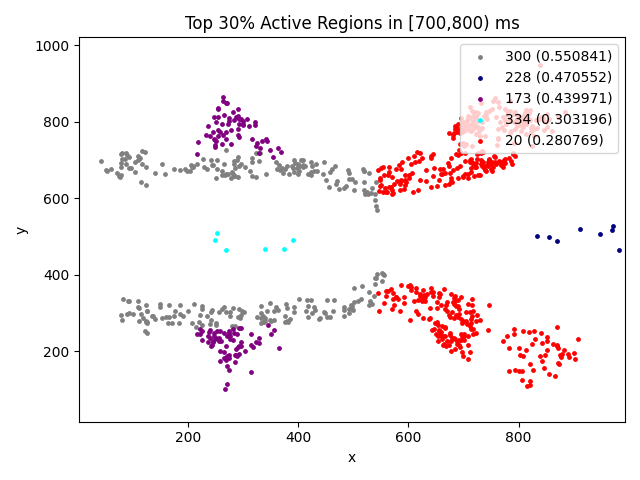 Top 30% Active Regions in [700,800) ms
300 (0.550841)
228 (0.470552)
173 (0.439971)
334 (0.303196)
20 (0.280769)
1000
800
600
400
200
y
200 400 600 800
x